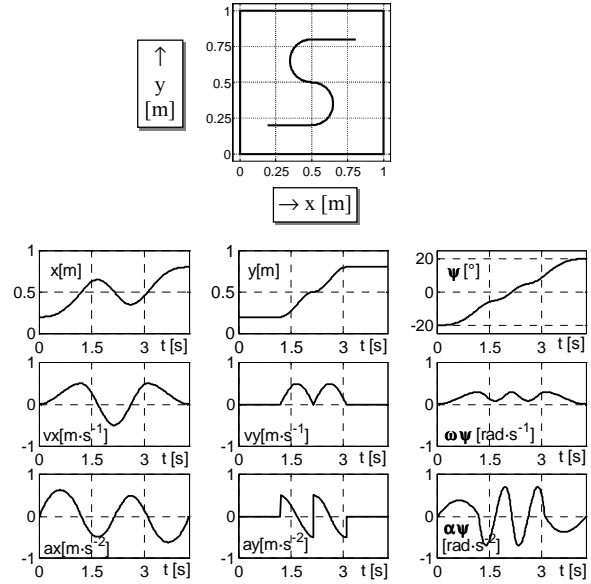 1
0.75
0.5
0.25
0
0 0.25 0.5 0.75 1
↑
y
[m]
→ x [m]
1
0.5
0
x[m]
0 1.5 3 t [s]
1
0.5
0
y[m]
0 1.5 3 t [s]
20
0
-20
ψ [°]
0 1.5 3 t [s]
1
0
-1
vx[m·s⁻¹]
0 1.5 3 t [s]
1
0
-1
vy[m·s⁻¹]
0 1.5 3 t [s]
1
0
-1
ωψ [rad·s⁻¹]
0 1.5 3 t [s]
1
0
-1
ax[m·s⁻²]
0 1.5 3 t [s]
1
0
-1
ay[m·s⁻²]
0 1.5 3 t [s]
1
0
-1
αψ
[rad·s⁻²]
0 1.5 3 t [s]